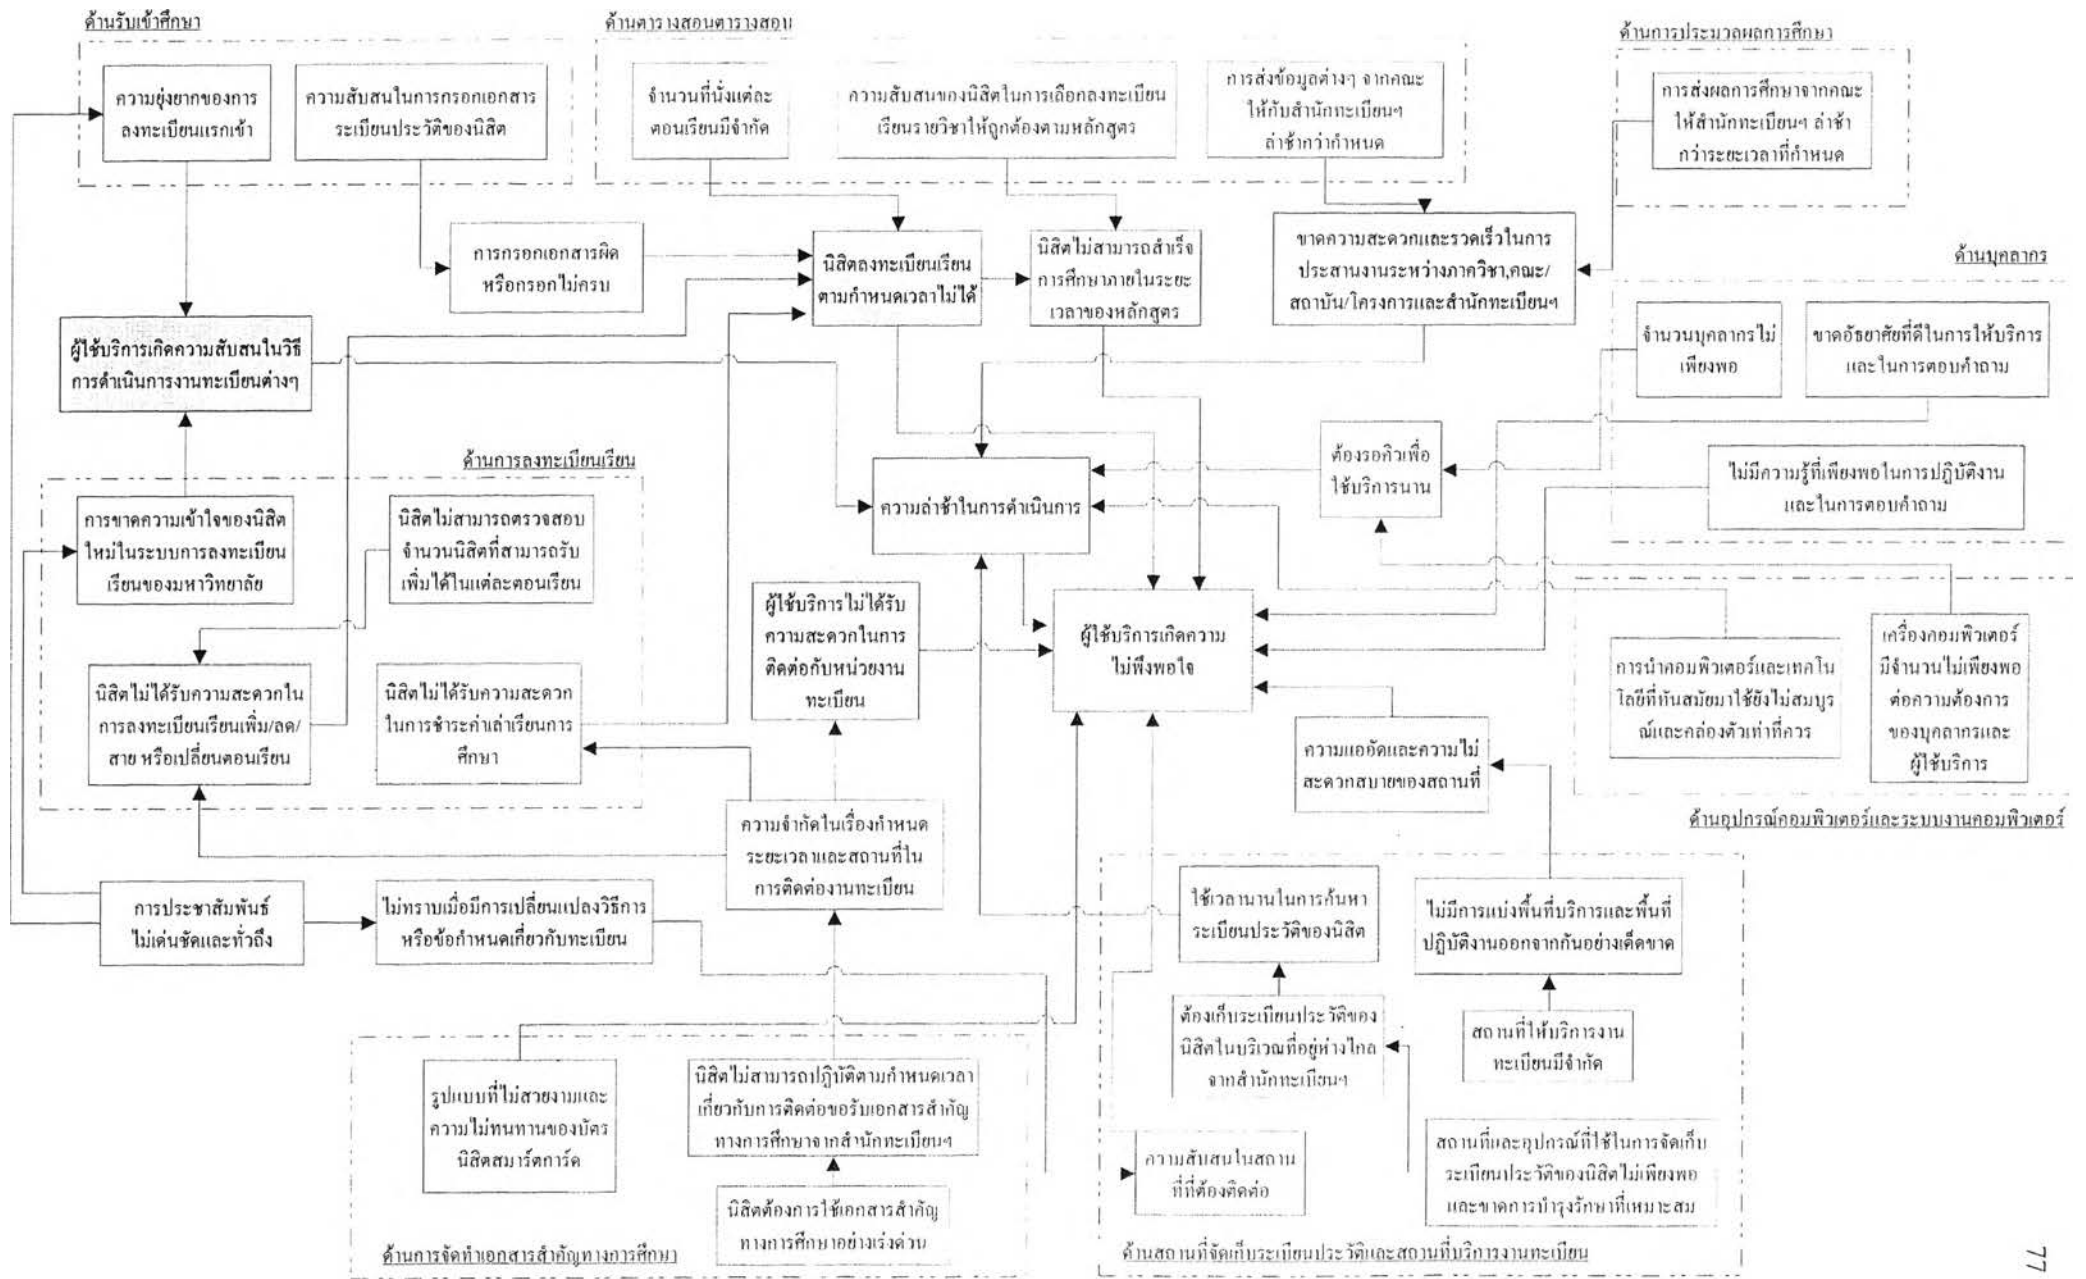 ด้านรับเข้าศึกษา
ความยุ่งยากของการ
ลงทะเบียนแรกเข้า
ความสับสนในการกรอกเอกสาร
ระเบียนประวัติของนิสิต
ด้านตารางสอนตารางสอบ
จำนวนที่นั่งแต่ละ
ตอนเรียนมีจำกัด
ความสับสนของนิสิตในการเลือกลงทะเบียน
เรียนรายวิชาให้ถูกต้องตามหลักสูตร
การส่งข้อมูลต่างๆ จากคณะ
ให้กับสำนักทะเบียนฯ
ล่าช้ากว่ากำหนด
ด้านการประมวลผลการศึกษา
การส่งผลการศึกษาจากคณะ
ให้สำนักทะเบียนฯ ล่าช้า
กว่าระยะเวลาที่กำหนด
การกรอกเอกสารผิด
หรือกรอกไม่ครบ
นิสิตลงทะเบียนเรียน
ตามกำหนดเวลาไม่ได้
นิสิตไม่สามารถสำเร็จ
การศึกษาภายในระยะ
เวลาของหลักสูตร
ขาดความสะดวกและรวดเร็วในการ
ประสานงานระหว่างภาควิชา,คณะ/
สถาบัน/โครงการและสำนักทะเบียนฯ
ด้านบุคลากร
จำนวนบุคลากรไม่
เพียงพอ
ขาดอัธยาศัยที่ดีในการให้บริการ
และในการตอบคำถาม
ผู้ใช้บริการเกิดความสับสนในวิธี
การดำเนินการงานทะเบียนต่างๆ
ต้องรอคิวเพื่อ
ใช้บริการนาน
ไม่มีความรู้ที่เพียงพอในการปฏิบัติงาน
และในการตอบคำถาม
ความล่าช้าในการดำเนินการ
ด้านการลงทะเบียนเรียน
การขาดความเข้าใจของนิสิต
ใหม่ในระบบการลงทะเบียน
เรียนของมหาวิทยาลัย
นิสิตไม่สามารถตรวจสอบ
จำนวนนิสิตที่สามารถรับ
เพิ่มได้ในแต่ละตอนเรียน
ผู้ใช้บริการไม่ได้รับ
ความสะดวกในการ
ติดต่อกับหน่วยงาน
ทะเบียน
ผู้ใช้บริการเกิดความ
ไม่พึงพอใจ
นิสิตไม่ได้รับความสะดวกใน
การลงทะเบียนเรียนเพิ่ม/ลด/
สาย หรือเปลี่ยนตอนเรียน
นิสิตไม่ได้รับความสะดวก
ในการชำระค่าเล่าเรียนการ
ศึกษา
การนำคอมพิวเตอร์และเทคโน
โลยีที่ทันสมัยมาใช้ยังไม่สมบูร
ณ์และคล่องตัวเท่าที่ควร
เครื่องคอมพิวเตอร์
มีจำนวนไม่เพียงพอ
ต่อความต้องการ
ของบุคลากรและ
ผู้ใช้บริการ
ความแออัดและความไม่
สะดวกสบายของสถานที่
ด้านอุปกรณ์คอมพิวเตอร์และระบบงานคอมพิวเตอร์
ความจำกัดในเรื่องกำหนด
ระยะเวลาและสถานที่ใน
การติดต่องานทะเบียน
การประชาสัมพันธ์
ไม่เด่นชัดและทั่วถึง
ไม่ทราบเมื่อมีการเปลี่ยนแปลงวิธีการ
หรือข้อกำหนดเกี่ยวกับทะเบียน
ใช้เวลานานในการค้นหา
ระเบียนประวัติของนิสิต
ไม่มีการแบ่งพื้นที่บริการและพื้นที่
ปฏิบัติงานออกจากกันอย่างเด็ดขาด
ต้องเก็บระเบียนประวัติของ
นิสิตในบริเวณที่อยู่ห่างไกล
จากสำนักทะเบียนฯ
สถานที่ให้บริการงาน
ทะเบียนมีจำกัด
รูปแบบที่ไม่สวยงามและ
ความไม่ทนทานของบัตร
นิสิตสมาร์ตการ์ด
นิสิตไม่สามารถปฏิบัติตามกำหนดเวลา
เกี่ยวกับการติดต่อขอรับเอกสารสำคัญ
ทางการศึกษาจากสำนักทะเบียนฯ
ความสับสนในสถาน
ที่ที่ต้องติดต่อ
สถานที่และอุปกรณ์ที่ใช้ในการจัดเก็บ
ระเบียนประวัติของนิสิตไม่เพียงพอ
และขาดการบำรุงรักษาที่เหมาะสม
นิสิตต้องการใช้เอกสารสำคัญ
ทางการศึกษาอย่างเร่งด่วน
ด้านการจัดทำเอกสารสำคัญทางการศึกษา
ด้านสถานที่จัดเก็บระเบียนประวัติและสถานที่บริการงานทะเบียน
77